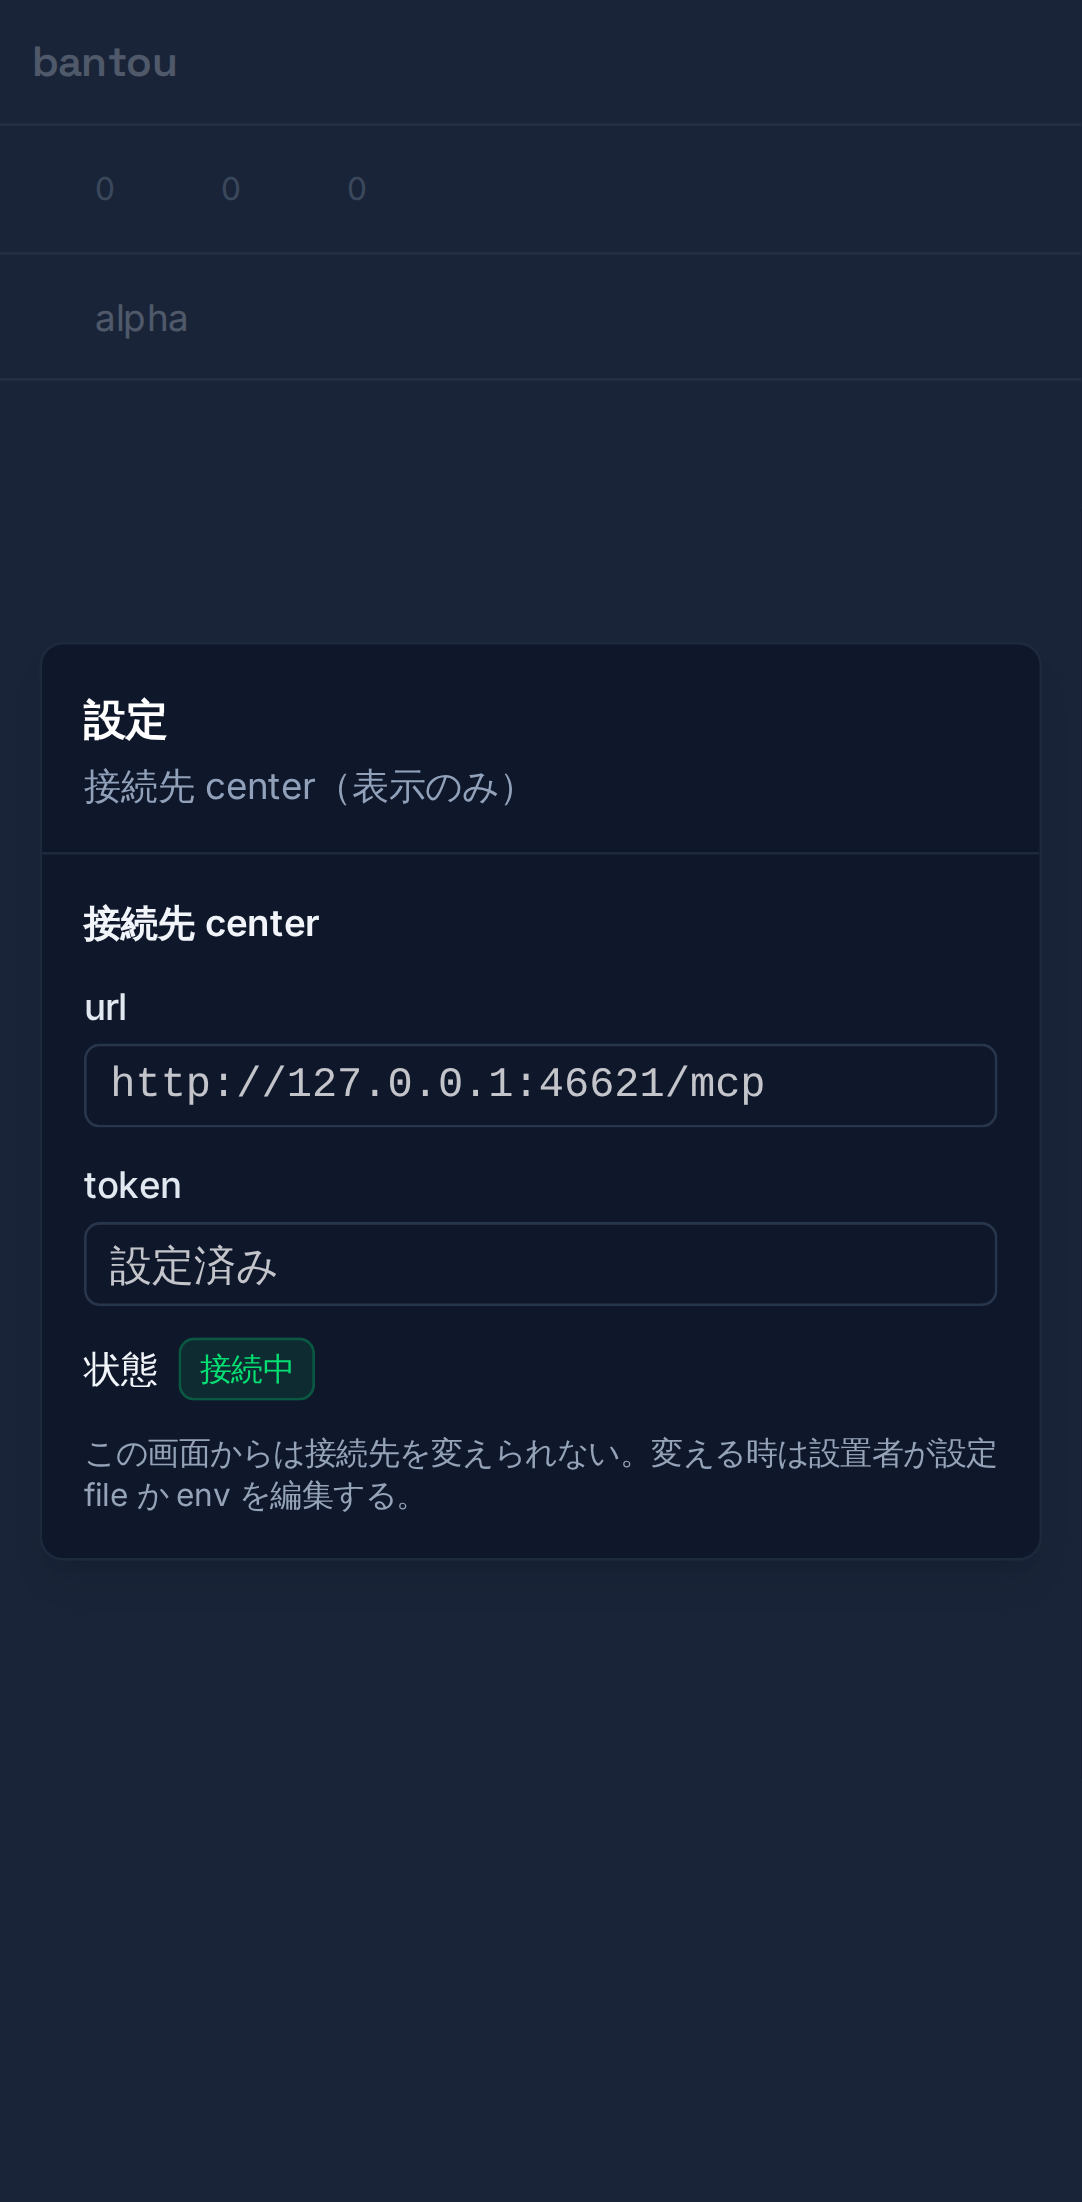 bantou
0 0 0
alpha
設定
接続先 center（表示のみ）
接続先 center
url
http://127.0.0.1:46621/mcp
token
設定済み
状態 接続中
この画面からは接続先を変えられない。変える時は設置者が設定
file か env を編集する。